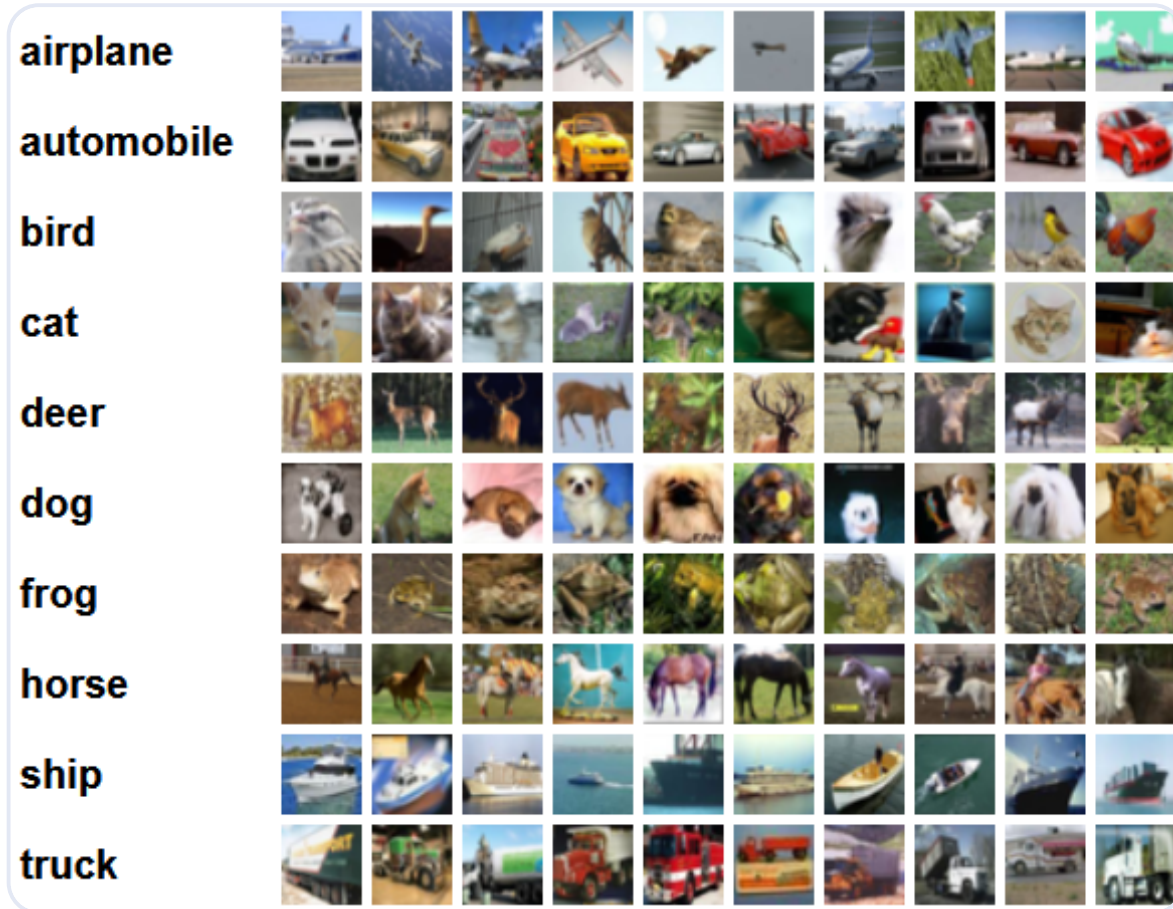 airplane
automobile
bird
cat
deer
dog
frog
horse
ship
truck